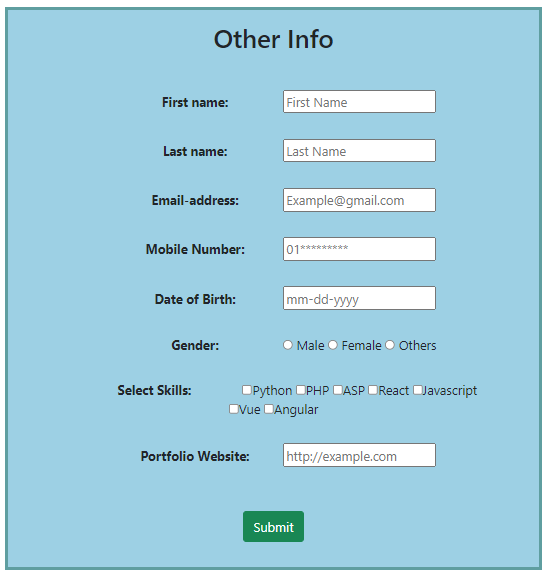 Other Info
First name: First Name
Last name: Last Name
Email-address: Example@gmail.com
Mobile Number: 01*********
Date of Birth: mm-dd-yyyy
Gender: Male Female Others
Select Skills: Python PHP ASP React Javascript
Vue Angular
Portfolio Website: http://example.com
Submit